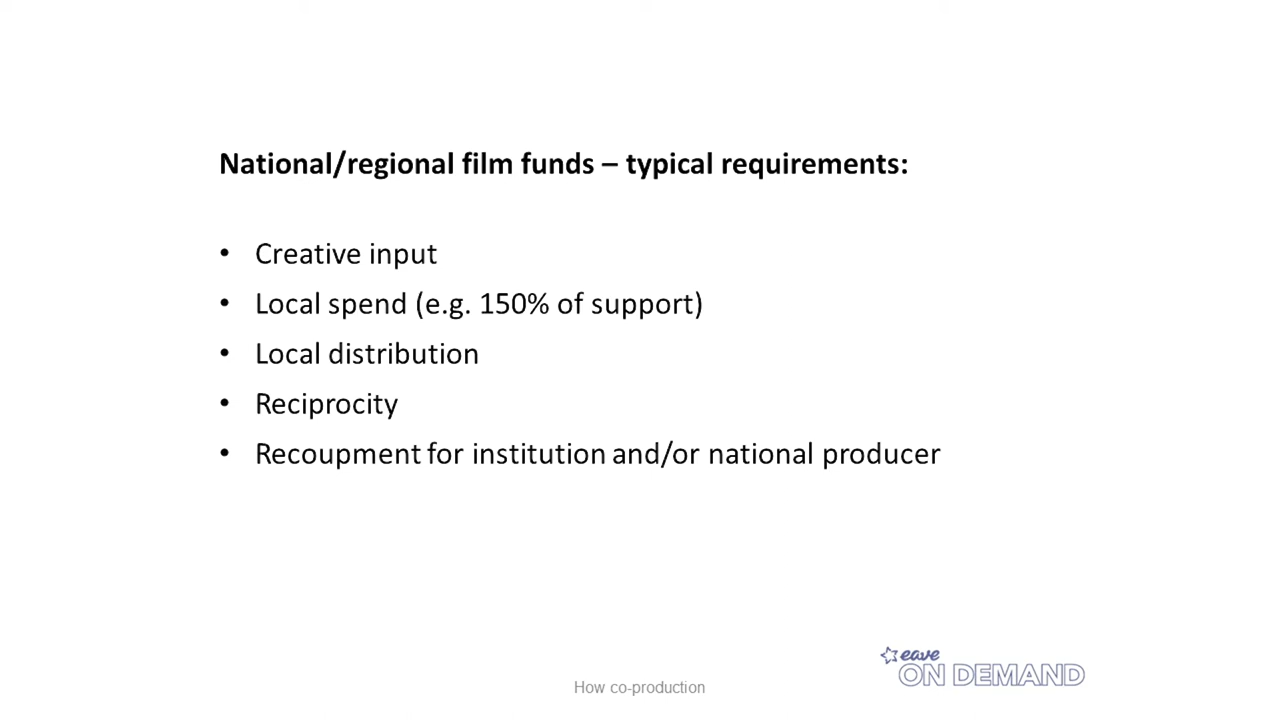 National/regional film funds – typical requirements:
• Creative input
• Local spend (e.g. 150% of support)
• Local distribution
• Reciprocity
• Recoupment for institution and/or national producer
eave
ON DEMAND
How co-production